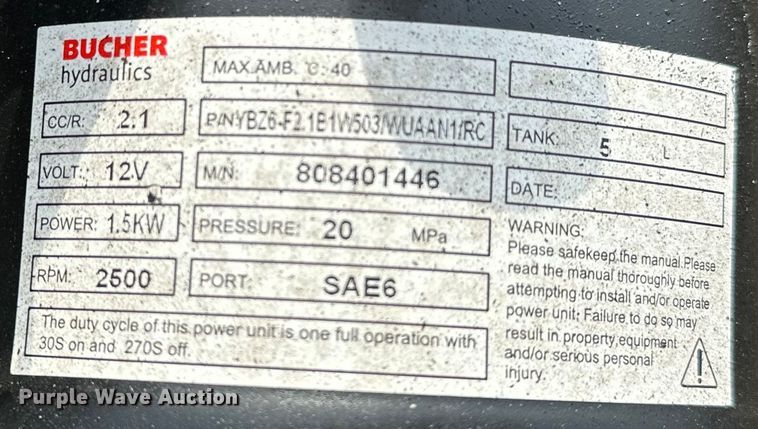 BUCHER
hydraulics
MAX.AMB. °C: 40
CC/R: 2.1
P/N:YBZ6-F2.1E1W503/WUAAN1/RC
TANK: 5 L
VOLT: 12V
M/N: 808401446
DATE:
POWER: 1.5KW
PRESSURE: 20 MPa
RPM: 2500
PORT: SAE6
The duty cycle of this power unit is one full operation with
30S on and 270S off.
WARNING:
Please safekeep the manual.Please
read the manual thoroughly before
attempting to install and/or operate
power unit; Failure to do so may
result in property,equipment
and/or serious personal
injury.
!
Purple Wave Auction